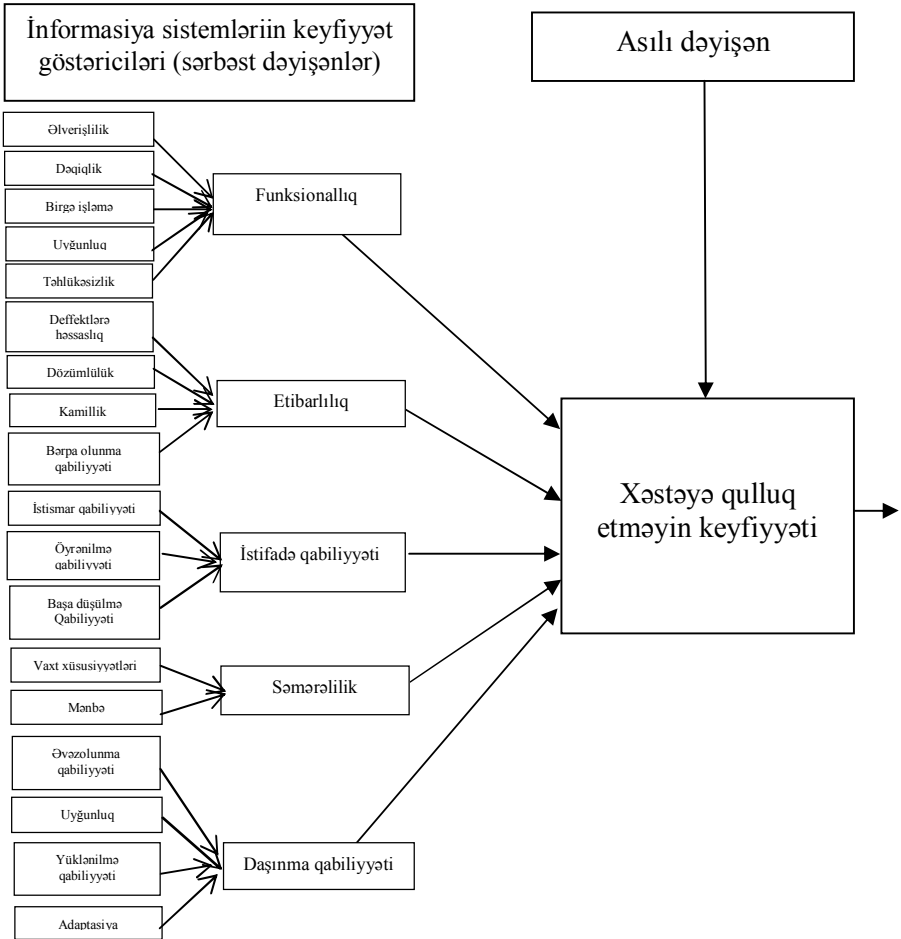 İnformasiya sistemləriin keyfiyyət
göstəriciləri (sərbəst dəyişənlər)
Asılı dəyişən
Əlverişlilik
Dəqiqlik
Birgə işləmə
Uyğunluq
Təhlükəsizlik
Funksionallıq
Deffektlərə
həssaslıq
Dözümlülük
Kamillik
Bərpa olunma
qabiliyyəti
Etibarlılıq
İstismar qabiliyyəti
Öyrənilmə
qabiliyyəti
Başa düşülmə
Qabiliyyəti
İstifadə qabiliyyəti
Vaxt xüsusiyyətləri
Mənbə
Səmərəlilik
Əvəzolunma
qabiliyyəti
Uyğunluq
Yüklənilmə
qabiliyyəti
Adaptasiya
Daşınma qabiliyyəti
Xəstəyə qulluq
etməyin keyfiyyəti